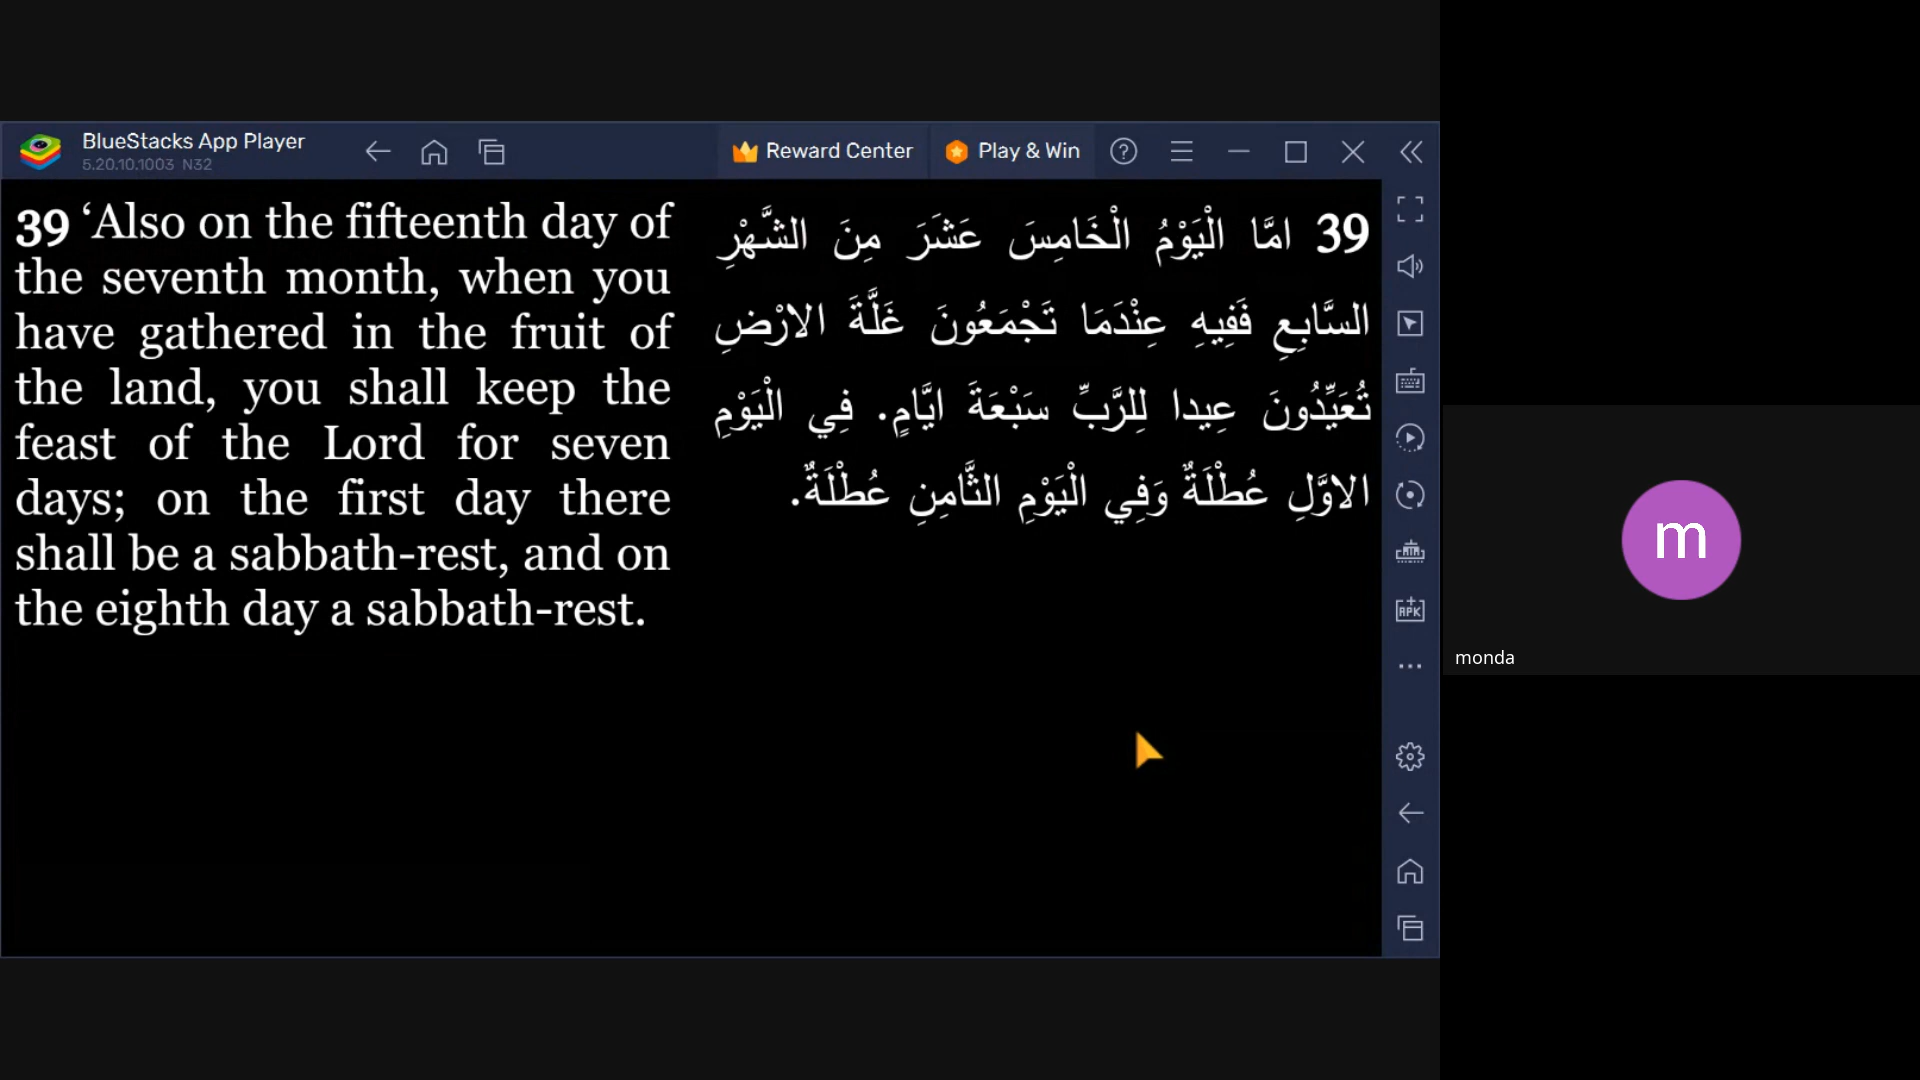 BlueStacks App Player
5.20.10.1003 N32
Reward Center
Play & Win
39 ‘Also on the fifteenth day of
the seventh month, when you
have gathered in the fruit of
the land, you shall keep the
feast of the Lord for seven
days; on the first day there
shall be a sabbath-rest, and on
the eighth day a sabbath-rest.
39 امَّا الْيَوْمُ الْخَامِسَ عَشَرَ مِنَ الشَّهْرِ
السَّابِعِ فَفِيهِ عِنْدَمَا تَجْمَعُونَ غَلَّةَ الارْضِ
تُعَيِّدُونَ عِيدا لِلرَّبِّ سَبْعَةَ ايَّامٍ. فِي الْيَوْمِ
الاوَّلِ عُطْلَةٌ وَفِي الْيَوْمِ الثَّامِنِ عُطْلَةٌ.
APK
m
monda